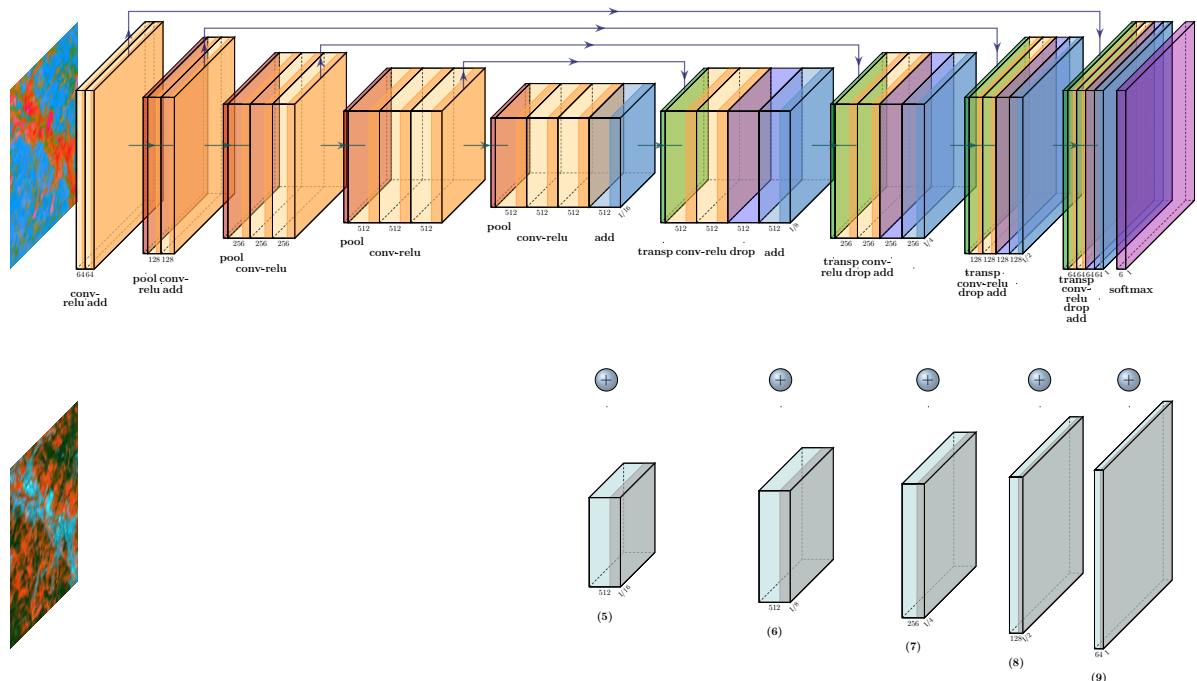 64 64
conv-
relu add
128 128
pool conv-
relu add
256 256 256
pool
conv-relu
512 512 512
pool
conv-relu
512 512 512 512 1/16
pool
conv-relu
add
512 512 512 512 1/8
transp conv-relu drop add
256 256 256 256 1/4
transp conv-
relu drop add
128 128 128 128 1/2
transp
conv-relu
drop add
64 64 64 64 1
transp
conv-
relu
drop
add
6 1
softmax
+ + + + +
512 1/16
(5)
512 1/8
(6)
256 1/4
(7)
128 1/2
(8)
64 1
(9)